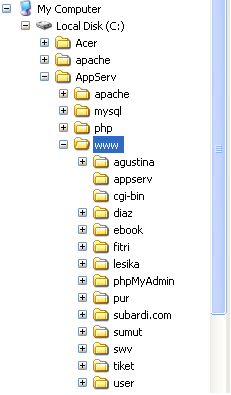 My Computer
Local Disk (C:)
Acer
apache
AppServ
apache
mysql
php
www
agustina
appserv
cgi-bin
diaz
ebook
fitri
lesika
phpMyAdmin
pur
subardi.com
sumut
swv
tiket
user